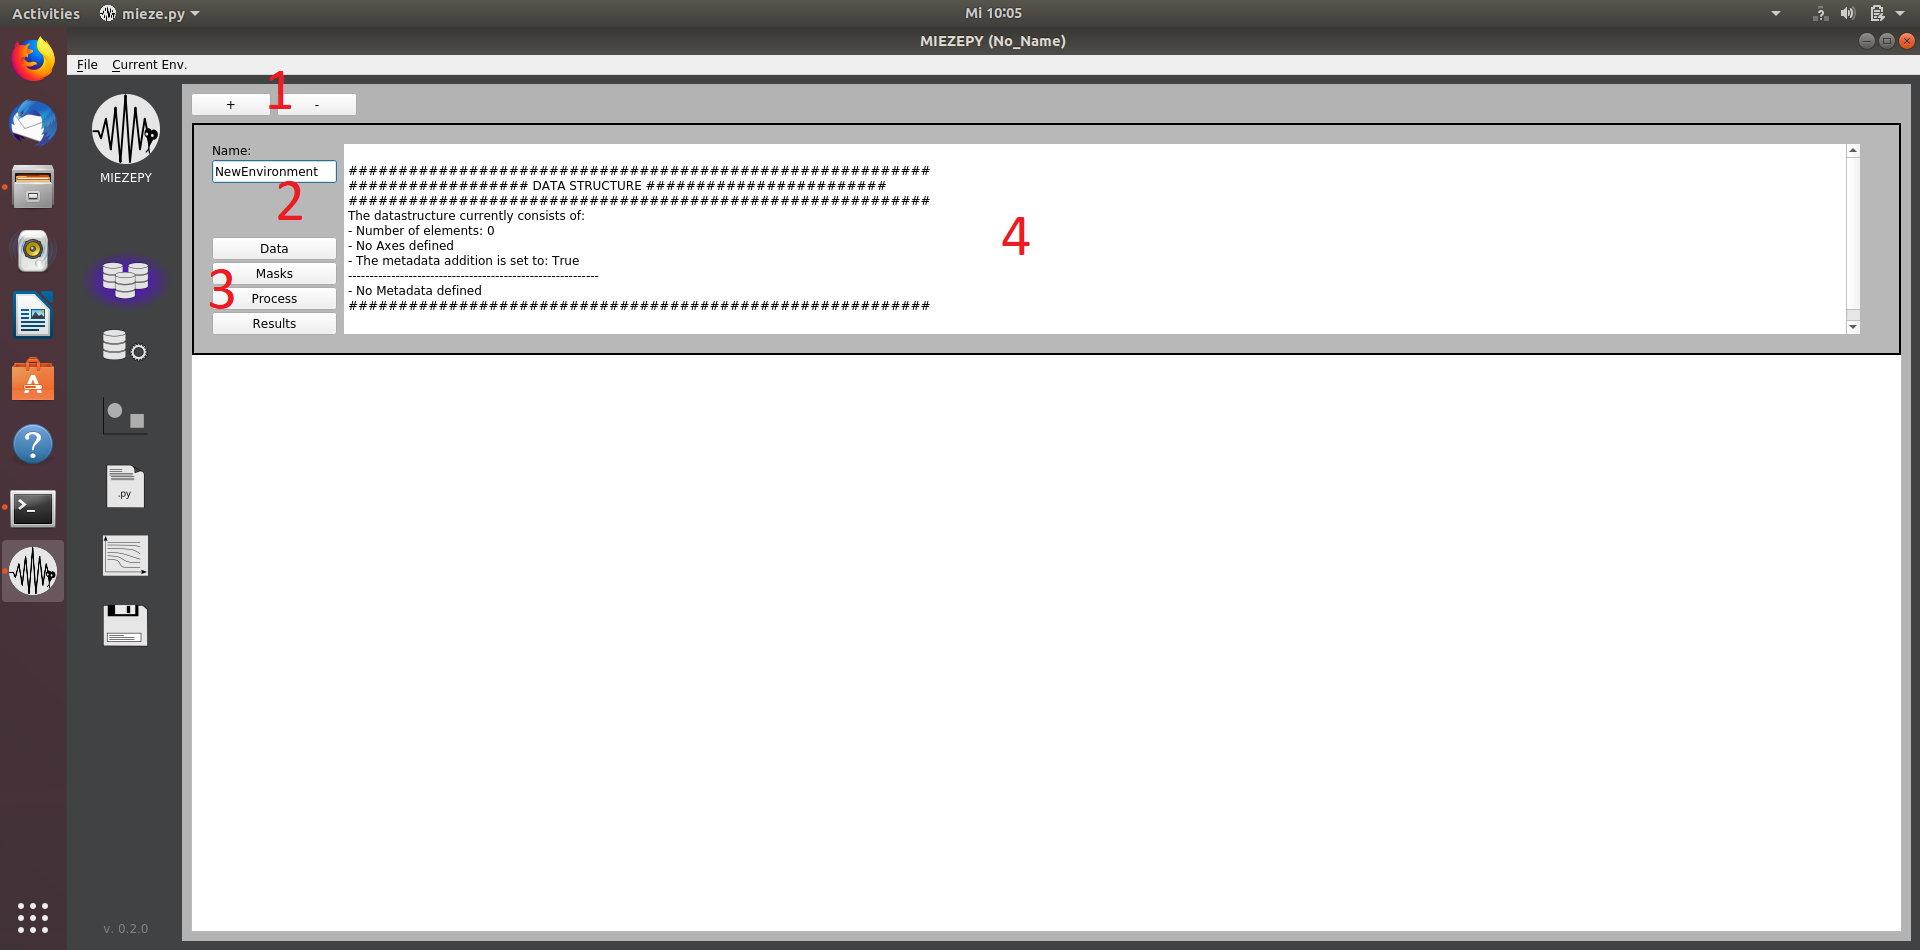 Activities mieze.py Mi 10:05
MIEZEPY (No_Name)
File Current Env.
1
+ -
MIEZEPY
Name:
NewEnvironment
2
Data
Masks
3
Process
Results
##########################################################
################## DATA STRUCTURE ########################
##########################################################
The datastructure currently consists of:
- Number of elements: 0
- No Axes defined
- The metadata addition is set to: True
----------------------------------------------------------
- No Metadata defined
##########################################################
4
.py
v. 0.2.0